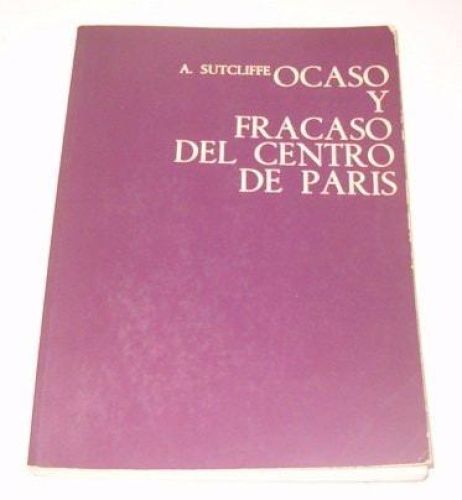 A. SUTCLIFFE OCASO
Y
FRACASO
DEL CENTRO
DE PARIS